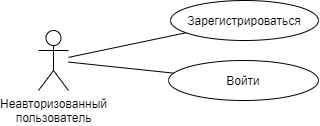 Зарегистрироваться
Войти
Неавторизованный
пользователь